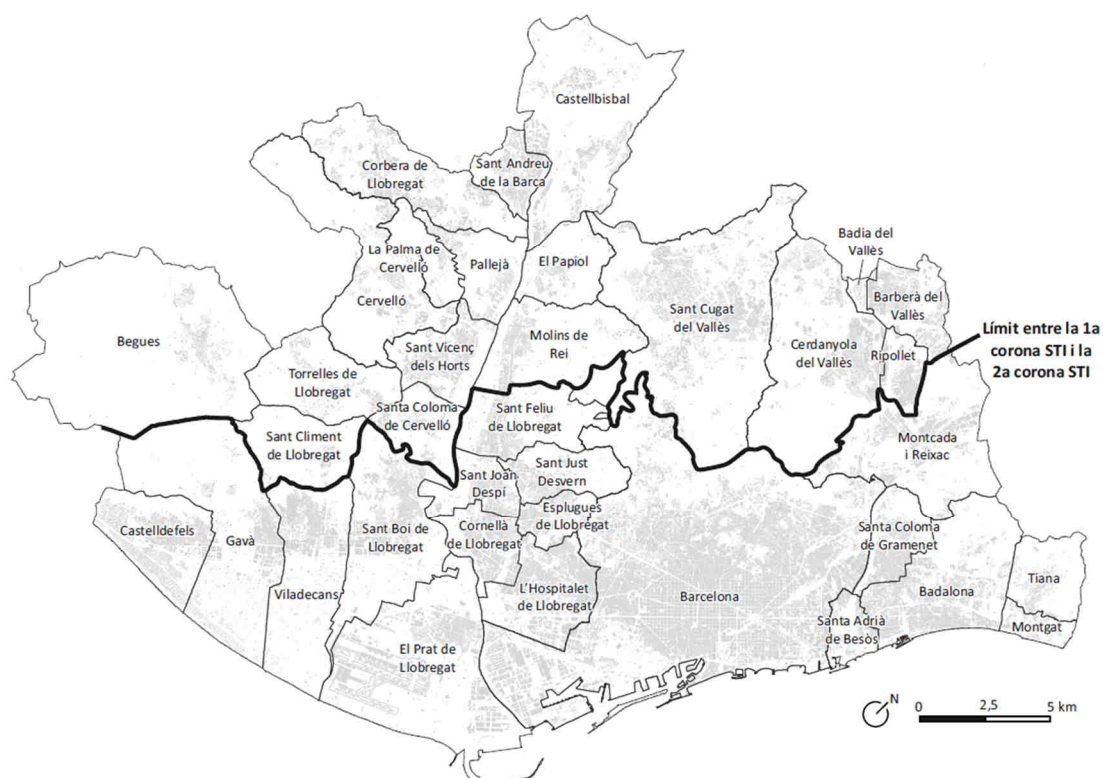 Castellbisbal
Corbera de
Llobregat
Sant Andreu
de la Barca
Badia del
Vallès
La Palma de
Cervelló
Pallejà
El Papiol
Barberà del
Vallès
Cervelló
Sant Cugat
del Vallès
Begues
Molins de
Rei
Cerdanyola
del Vallès
Ripollet
Límit entre la 1a
corona STI i la
2a corona STI
Sant Vicenç
dels Horts
Torrelles de
Llobregat
Santa Coloma
de Cervelló
Sant Feliu
de Llobregat
Sant Climent
de Llobregat
Montcada
i Reixac
Sant Joan
Despí
Sant Just
Desvern
Castelldefels
Gavà
Sant Boi de
Llobregat
Cornellà
de Llobregat
Esplugues
de Llobregat
Santa Coloma
de Gramenet
Viladecans
L'Hospitalet
de Llobregat
Barcelona
Badalona
Tiana
Santa Adrià
de Besòs
Montgat
El Prat de
Llobregat
N
0 2,5 5 km